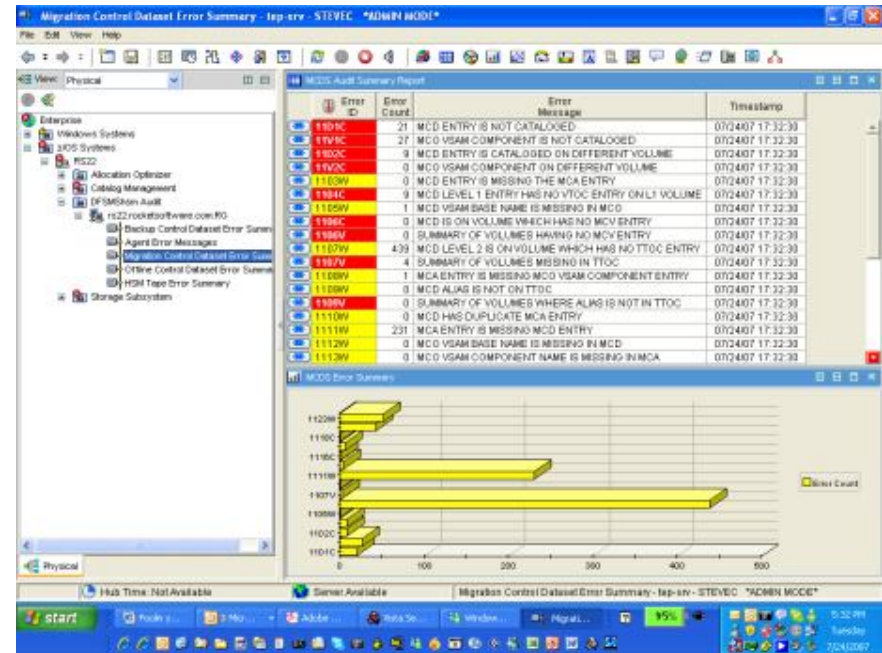 Migration Control Dataset Error Summary - tep-srv - STEVEC *ADMIN MODE*
File Edit View Help
View: Physical
Enterprise
Windows Systems
z/OS Systems
RS22
Allocation Optimizer
Catalog Management
DFSMShsm Audit
rs22.rocketsoftware.com:RG
Backup Control Dataset Error Summ
Agent Error Messages
Migration Control Dataset Error Sum
Offline Control Dataset Error Summa
HSM Tape Error Summary
Storage Subsystem
Physical
MCDS Audit Summary Report
Error ID Error Count Error Message Timestamp
1101C 21 MCD ENTRY IS NOT CATALOGED 07/24/07 17:32:30
11V1C 27 MCO VSAM COMPONENT IS NOT CATALOGED 07/24/07 17:32:30
1102C 9 MCD ENTRY IS CATALOGED ON DIFFERENT VOLUME 07/24/07 17:32:30
11V2C 0 MCO VSAM COMPONENT ON DIFFERENT VOLUME 07/24/07 17:32:30
1103W 0 MCD ENTRY IS MISSING THE MCA ENTRY 07/24/07 17:32:30
1104C 9 MCD LEVEL 1 ENTRY HAS NO VTOC ENTRY ON L1 VOLUME 07/24/07 17:32:30
1105W 1 MCD VSAM BASE NAME IS MISSING IN MCO 07/24/07 17:32:30
1106C 0 MCD IS ON VOLUME WHICH HAS NO MCV ENTRY 07/24/07 17:32:30
1106V 0 SUMMARY OF VOLUMES HAVING NO MCV ENTRY 07/24/07 17:32:30
1107W 439 MCD LEVEL 2 IS ON VOLUME WHICH HAS NO TTOC ENTRY 07/24/07 17:32:30
1107V 4 SUMMARY OF VOLUMES MISSING IN TTOC 07/24/07 17:32:30
1108W 1 MCA ENTRY IS MISSING MCO VSAM COMPONENT ENTRY 07/24/07 17:32:30
1109W 0 MCD ALIAS IS NOT ON TTOC 07/24/07 17:32:30
1109V 0 SUMMARY OF VOLUMES WHERE ALIAS IS NOT IN TTOC 07/24/07 17:32:30
1110W 0 MCD HAS DUPLICATE MCA ENTRY 07/24/07 17:32:30
1111W 231 MCA ENTRY IS MISSING MCD ENTRY 07/24/07 17:32:30
1112W 0 MCO VSAM BASE NAME IS MISSING IN MCD 07/24/07 17:32:30
1113W 0 MCO VSAM COMPONENT NAME IS MISSING IN MCA 07/24/07 17:32:30
MCDS Error Summary
1123W
1116C
1111W
1107V
1102C
1101C
0 100 200 300 400 500
Error Count
Hub Time: Not Available
Server Available
Migration Control Dataset Error Summary - tep-srv - STEVEC *ADMIN MODE*
start
Adobe ...
Window...
Migrati...
95%
5:32 PM
Tuesday
7/24/2007